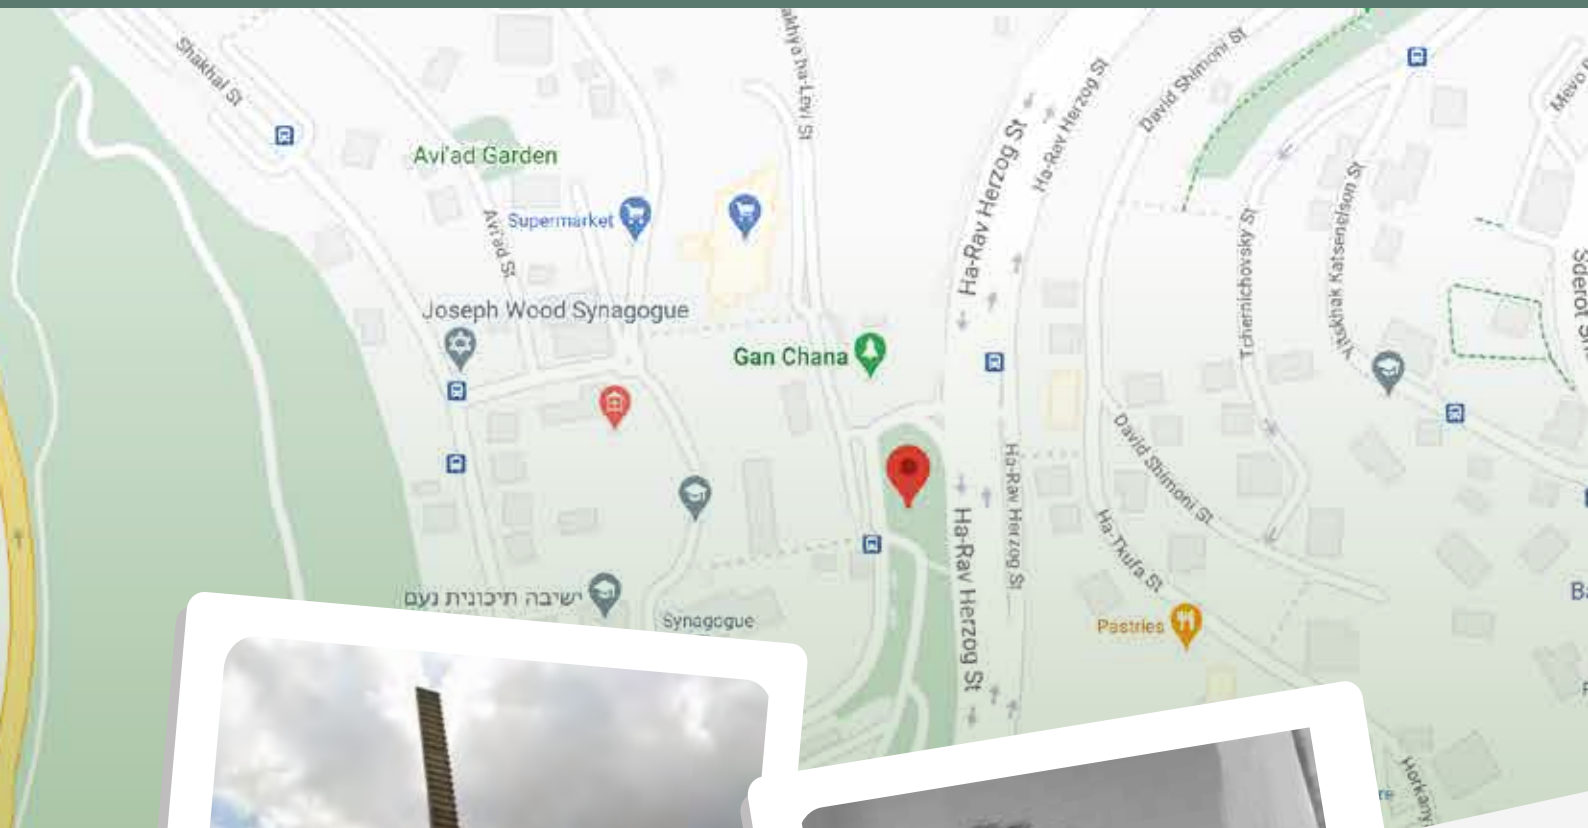 Shakhal St
Avi'ad Garden
Supermarket
Avi'ad St
Joseph Wood Synagogue
Gan Chana
Ha-Rav Herzog St
Ha-Rav Herzog St
David Shimoni St
Tchernichovsky St
Yitskhak Katsenelson St
David Shimoni St
Ha-Rav Herzog St
Ha-Rav Herzog St
Ha-Tkufa St
ישיבה תיכונית נעם
Synagogue
Pastries